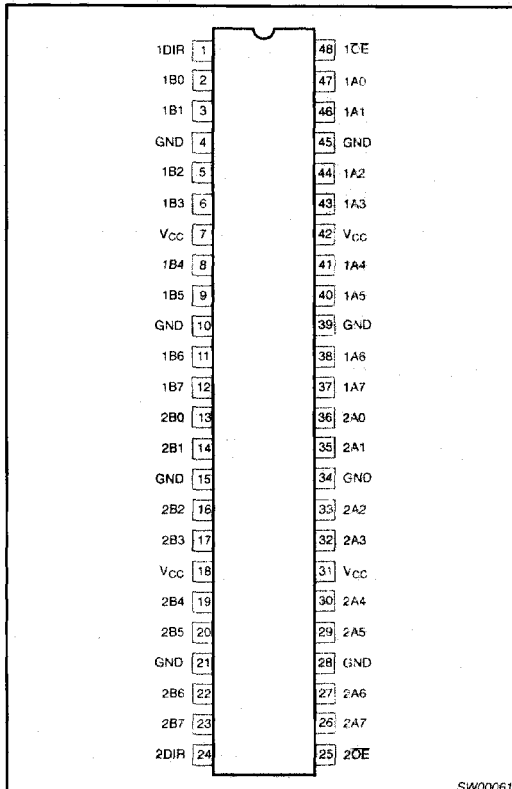 1DIR 1 48 1O̅E̅
1B0 2 47 1A0
1B1 3 46 1A1
GND 4 45 GND
1B2 5 44 1A2
1B3 6 43 1A3
VCC 7 42 VCC
1B4 8 41 1A4
1B5 9 40 1A5
GND 10 39 GND
1B6 11 38 1A6
1B7 12 37 1A7
2B0 13 36 2A0
2B1 14 35 2A1
GND 15 34 GND
2B2 16 33 2A2
2B3 17 32 2A3
VCC 18 31 VCC
2B4 19 30 2A4
2B5 20 29 2A5
GND 21 28 GND
2B6 22 27 2A6
2B7 23 26 2A7
2DIR 24 25 2O̅E̅
SW00061